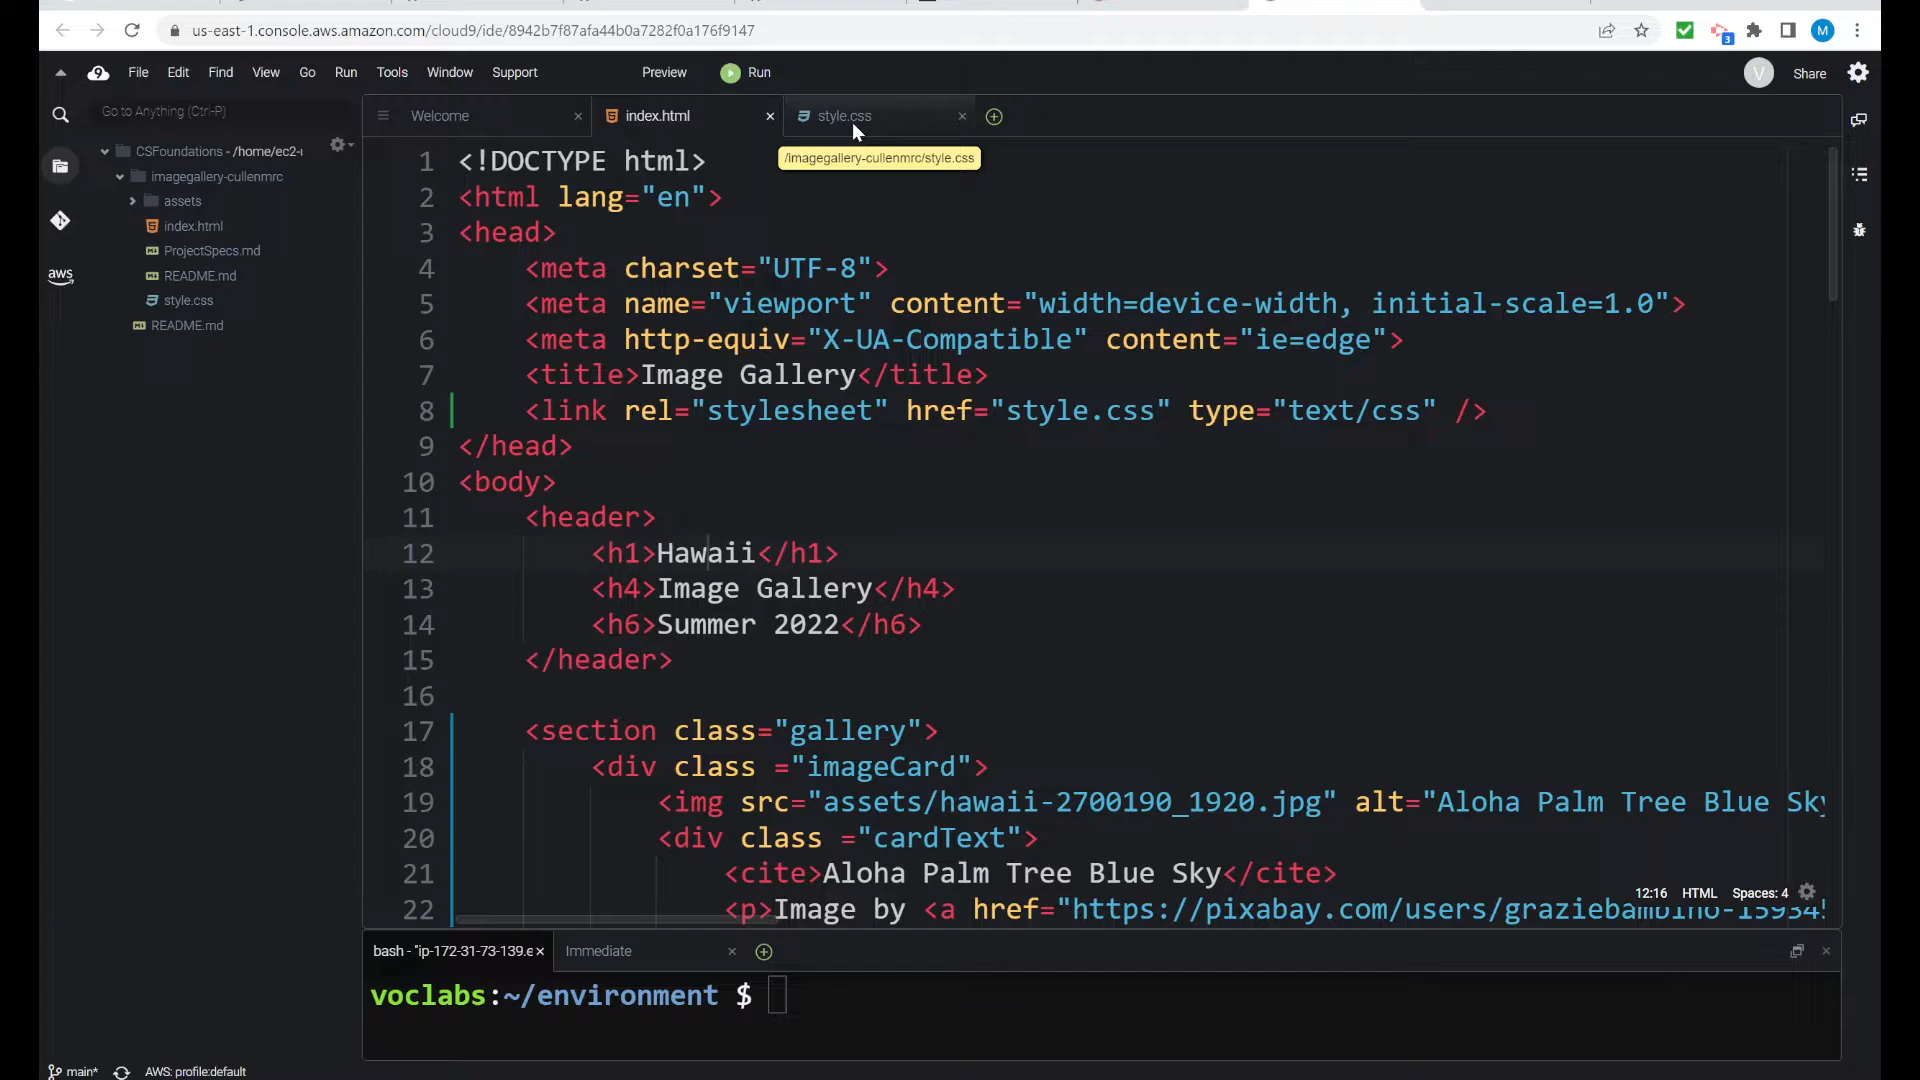 us-east-1.console.aws.amazon.com/cloud9/ide/8942b7f87afa44b0a7282f0a176f9147
3
M
9 File Edit Find View Go Run Tools Window Support Preview Run
V Share
Go to Anything (Ctrl-P)
Welcome
index.html
style.css
/imagegallery-cullenmrc/style.css
CSFoundations - /home/ec2-u
imagegallery-cullenmrc
assets
index.html
ProjectSpecs.md
README.md
style.css
README.md
aws
1 <!DOCTYPE html>
2 <html lang="en">
3 <head>
4 <meta charset="UTF-8">
5 <meta name="viewport" content="width=device-width, initial-scale=1.0">
6 <meta http-equiv="X-UA-Compatible" content="ie=edge">
7 <title>Image Gallery</title>
8 <link rel="stylesheet" href="style.css" type="text/css" />
9 </head>
10 <body>
11 <header>
12 <h1>Hawaii</h1>
13 <h4>Image Gallery</h4>
14 <h6>Summer 2022</h6>
15 </header>
16
17 <section class="gallery">
18 <div class ="imageCard">
19 <img src="assets/hawaii-2700190_1920.jpg" alt="Aloha Palm Tree Blue Sky
20 <div class ="cardText">
21 <cite>Aloha Palm Tree Blue Sky</cite>
22 <p>Image by <a href="https://pixabay.com/users/graziebambino-159345
12:16 HTML Spaces: 4
bash - "ip-172-31-73-139.e
Immediate
voclabs:~/environment $
main*
AWS: profile:default